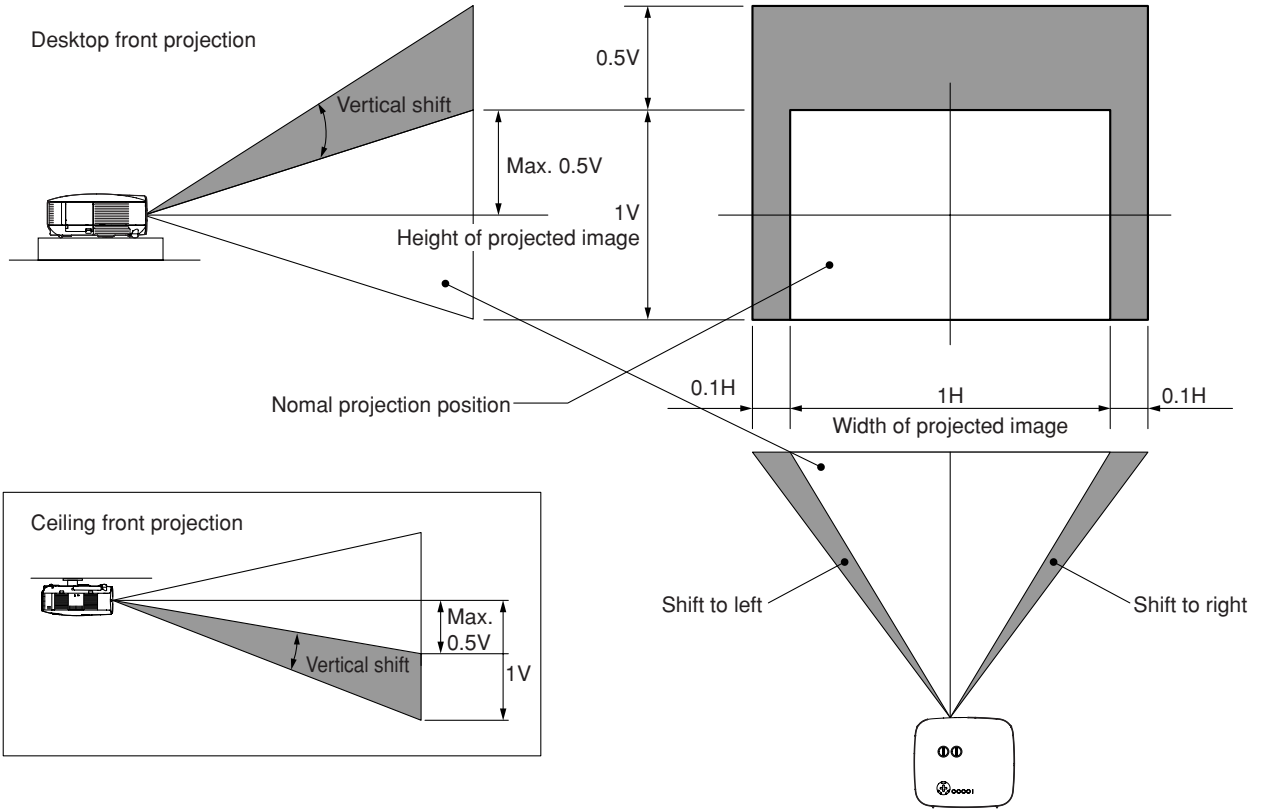 Desktop front projection
0.5V
Vertical shift
Max. 0.5V
1V
Height of projected image
Nomal projection position
0.1H
1H
0.1H
Width of projected image
Ceiling front projection
Max.
0.5V
Vertical shift
1V
Shift to left
Shift to right